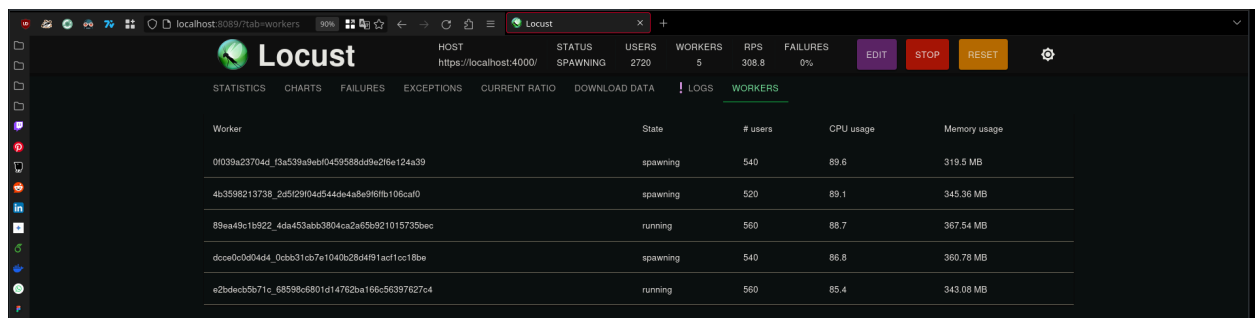 localhost:8089/?tab=workers 90% Locust
Locust
HOST STATUS USERS WORKERS RPS FAILURES
https://localhost:4000/ SPAWNING 2720 5 308.8 0%
EDIT STOP RESET
STATISTICS CHARTS FAILURES EXCEPTIONS CURRENT RATIO DOWNLOAD DATA ! LOGS WORKERS
Worker State # users CPU usage Memory usage
0f039a23704d_f3a539a9ebf0459588dd9e2f6e124a39 spawning 540 89.6 319.5 MB
4b3598213738_2d5f29f04d544de4a8e9f6ffb106caf0 spawning 520 89.1 345.36 MB
89ea49c1b922_4da453abb3804ca2a65b921015735bec running 560 88.7 367.54 MB
dcce0c0d04d4_0cbb31cb7e1040b28d4f91acf1cc18be spawning 540 86.8 360.78 MB
e2bdecb5b71c_68598c6801d14762ba166c56397627c4 running 560 85.4 343.08 MB